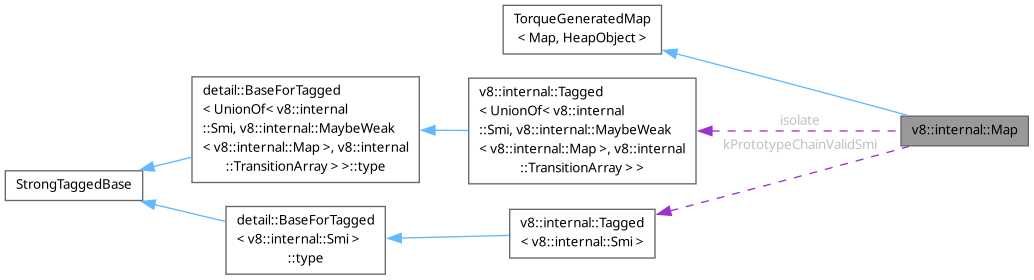 TorqueGeneratedMap
< Map, HeapObject >
detail::BaseForTagged
< UnionOf< v8::internal
::Smi, v8::internal::MaybeWeak
< v8::internal::Map >, v8::internal
::TransitionArray > >::type
v8::internal::Tagged
< UnionOf< v8::internal
::Smi, v8::internal::MaybeWeak
< v8::internal::Map >, v8::internal
::TransitionArray > >
isolate
kPrototypeChainValidSmi
v8::internal::Map
StrongTaggedBase
detail::BaseForTagged
< v8::internal::Smi >
::type
v8::internal::Tagged
< v8::internal::Smi >